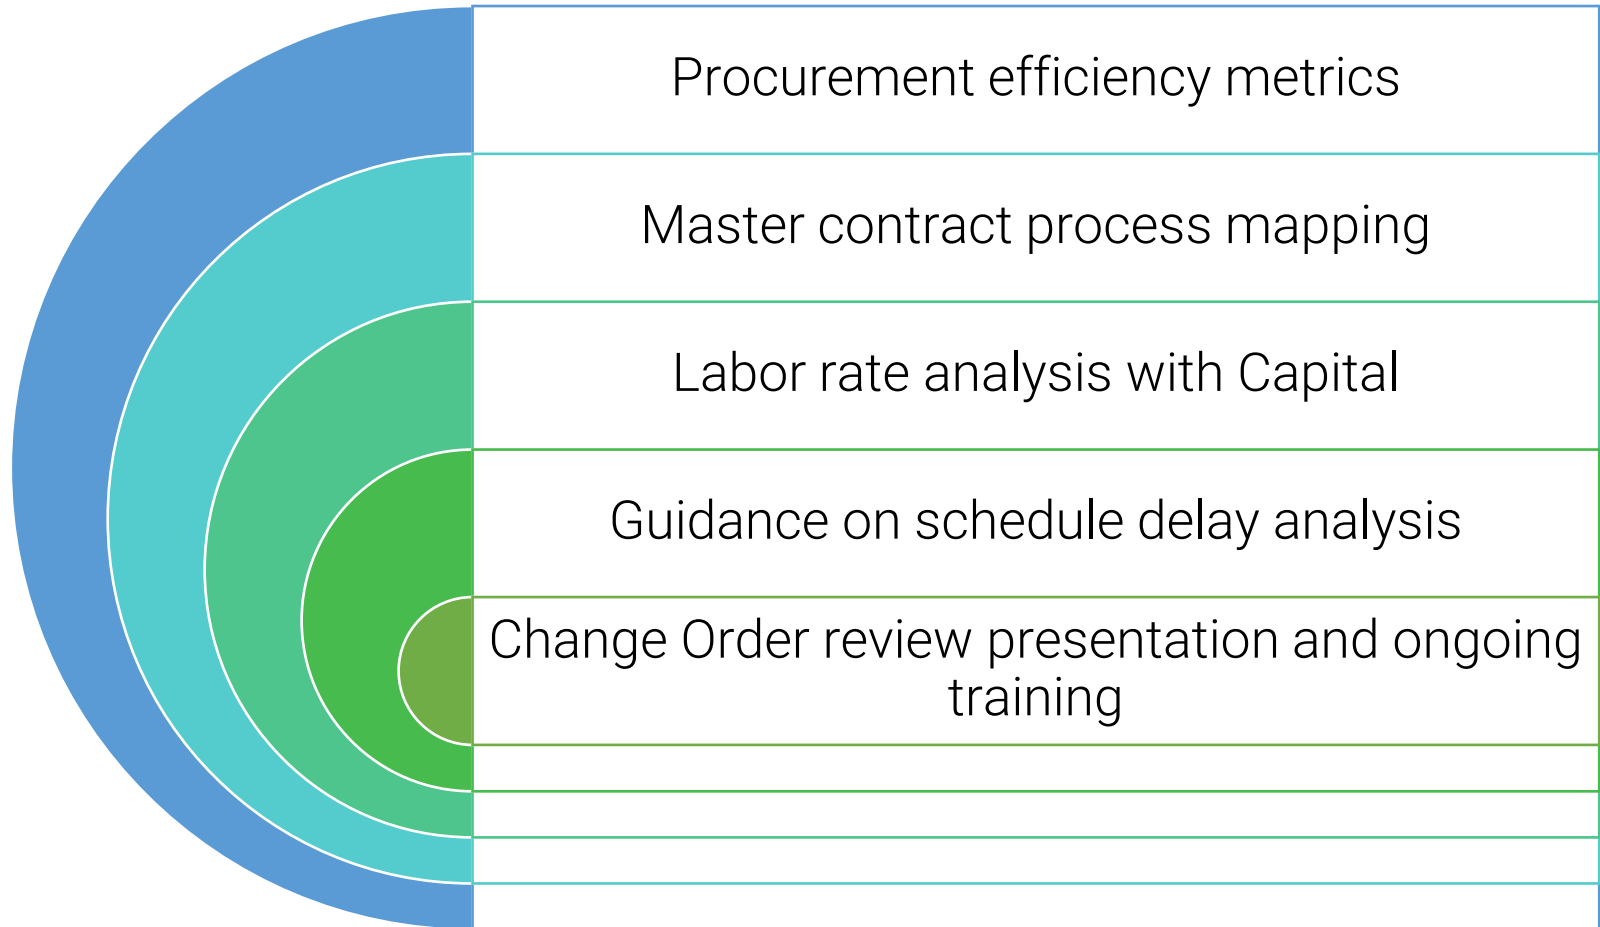 Procurement efficiency metrics
Master contract process mapping
Labor rate analysis with Capital
Guidance on schedule delay analysis
Change Order review presentation and ongoing
training